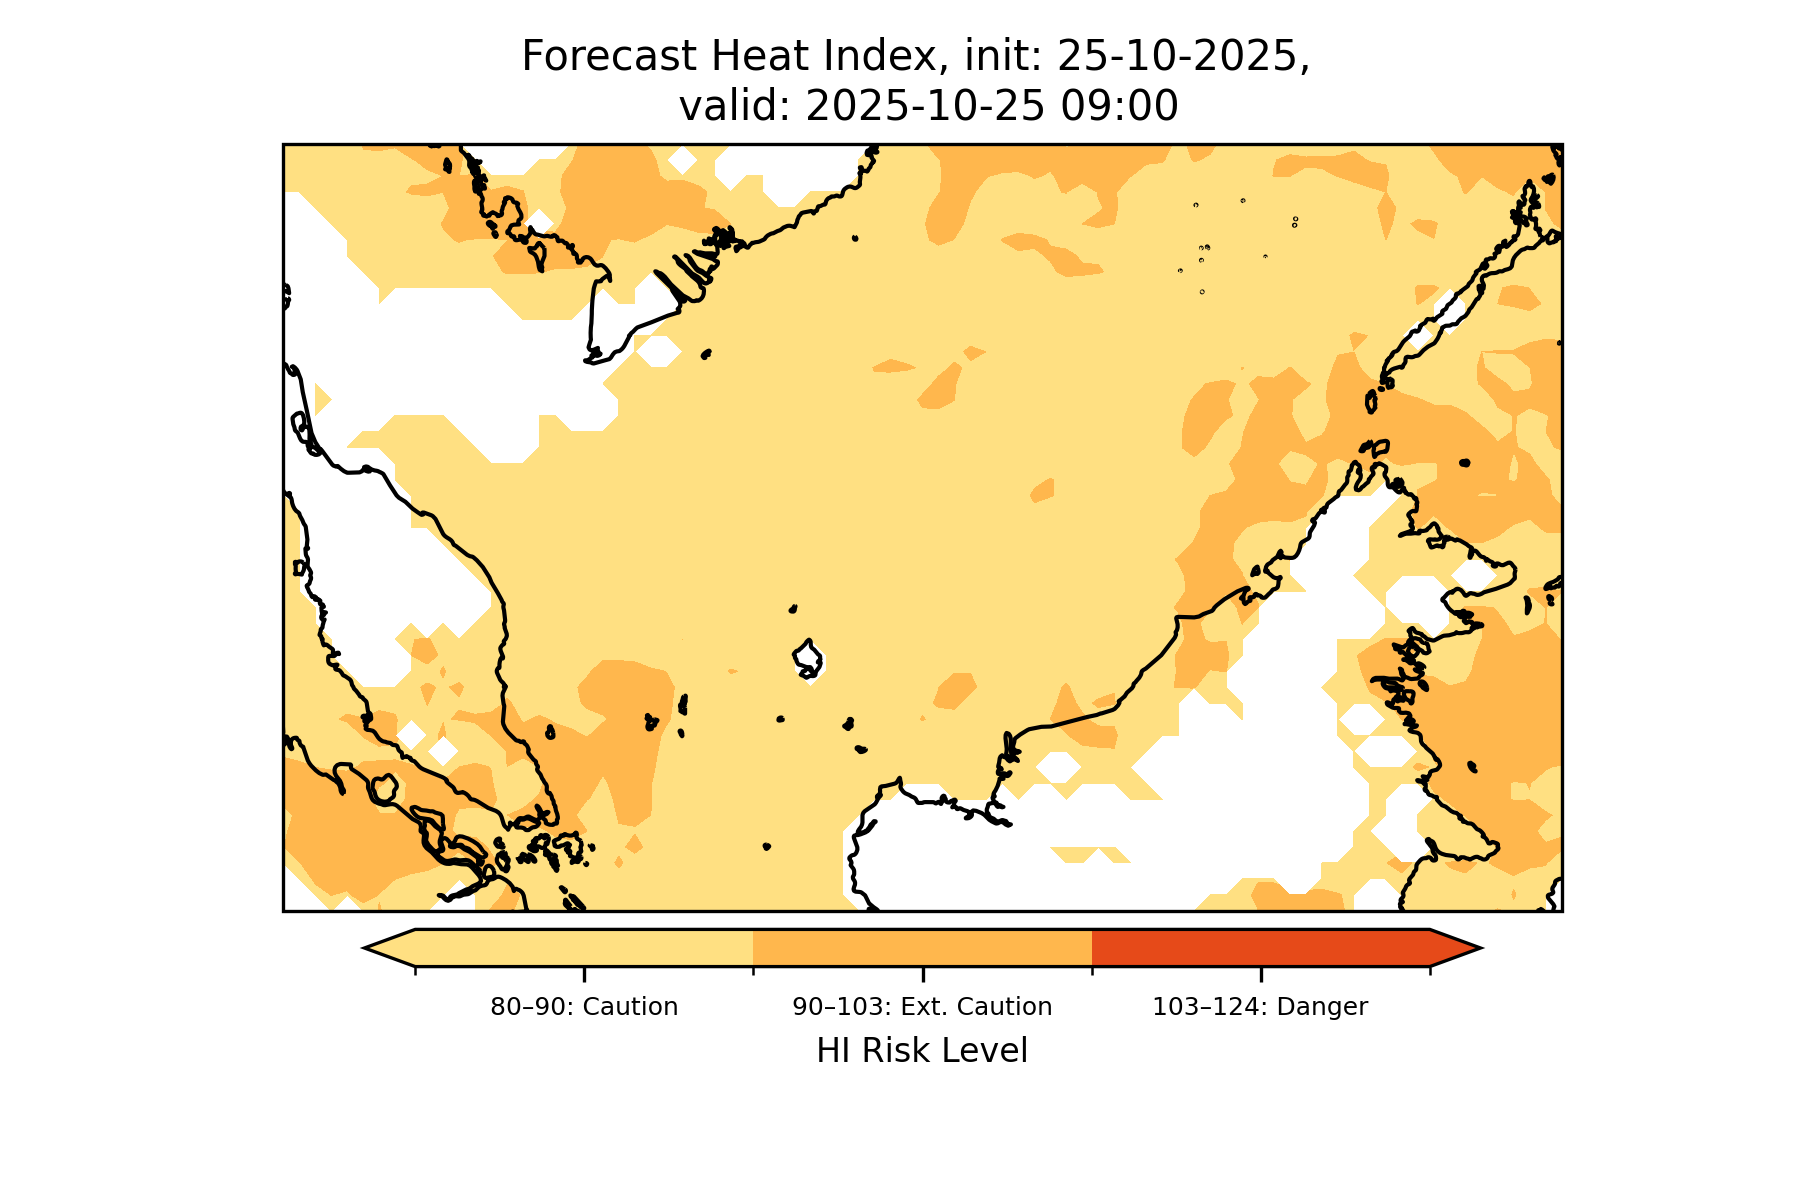 Forecast Heat Index, init: 25-10-2025,
valid: 2025-10-25 09:00
80–90: Caution
90–103: Ext. Caution
103–124: Danger
HI Risk Level